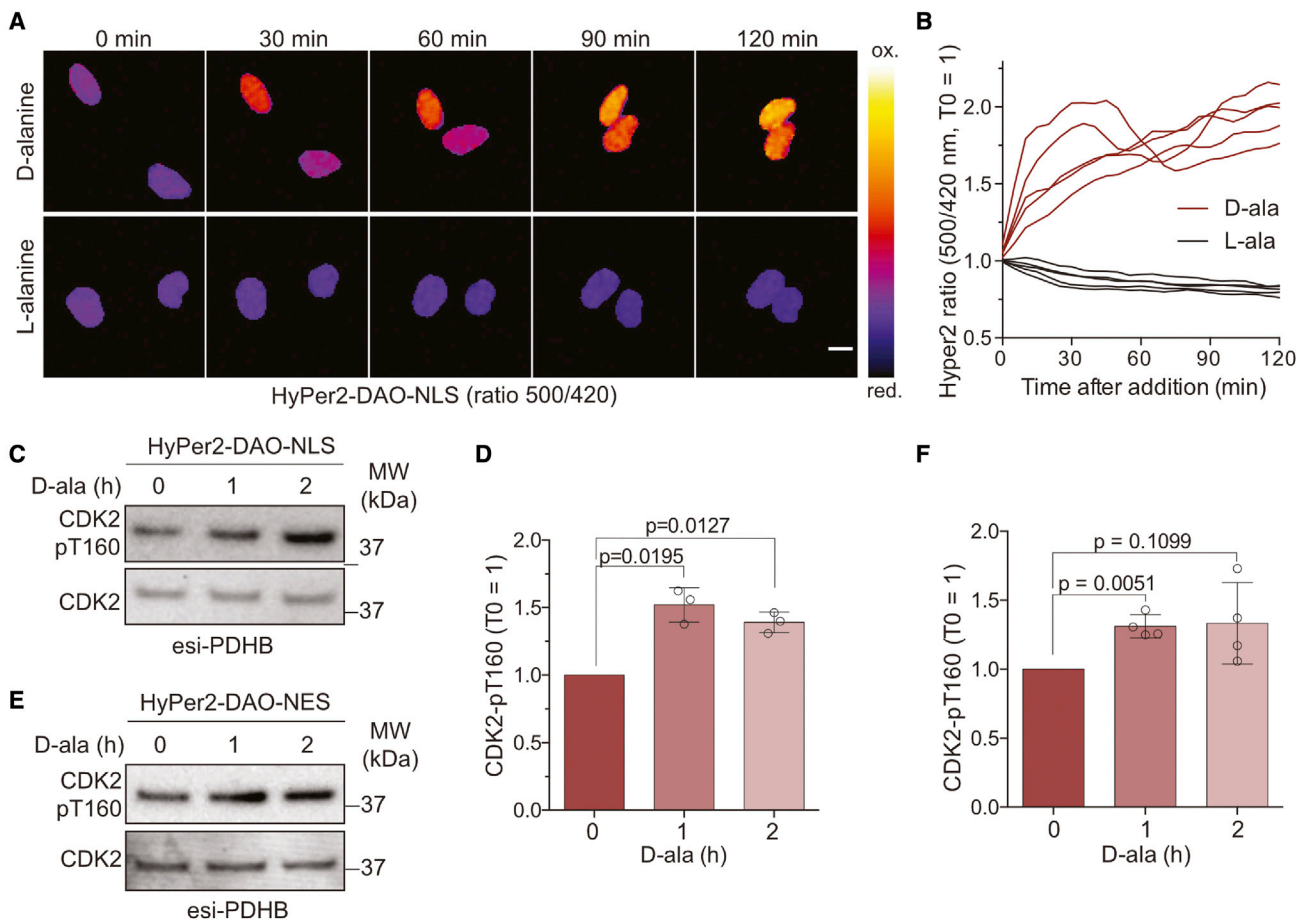 A
0 min 30 min 60 min 90 min 120 min
D-alanine
L-alanine
ox.
red.
HyPer2-DAO-NLS (ratio 500/420)
B
Hyper2 ratio (500/420 nm, T0 = 1)
2.0
1.5
1.0
0.5
D-ala
L-ala
0 30 60 90 120
Time after addition (min)
C
HyPer2-DAO-NLS
D-ala (h) 0 1 2
MW
(kDa)
CDK2
pT160
37
CDK2
37
esi-PDHB
D
CDK2-pT160 (T0 = 1)
2.0
1.5
1.0
0.5
0.0
p=0.0127
p=0.0195
0 1 2
D-ala (h)
E
HyPer2-DAO-NES
D-ala (h) 0 1 2
MW
(kDa)
CDK2
pT160
37
CDK2
37
esi-PDHB
F
CDK2-pT160 (T0 = 1)
2.0
1.5
1.0
0.5
0.0
p = 0.1099
p = 0.0051
0 1 2
D-ala (h)